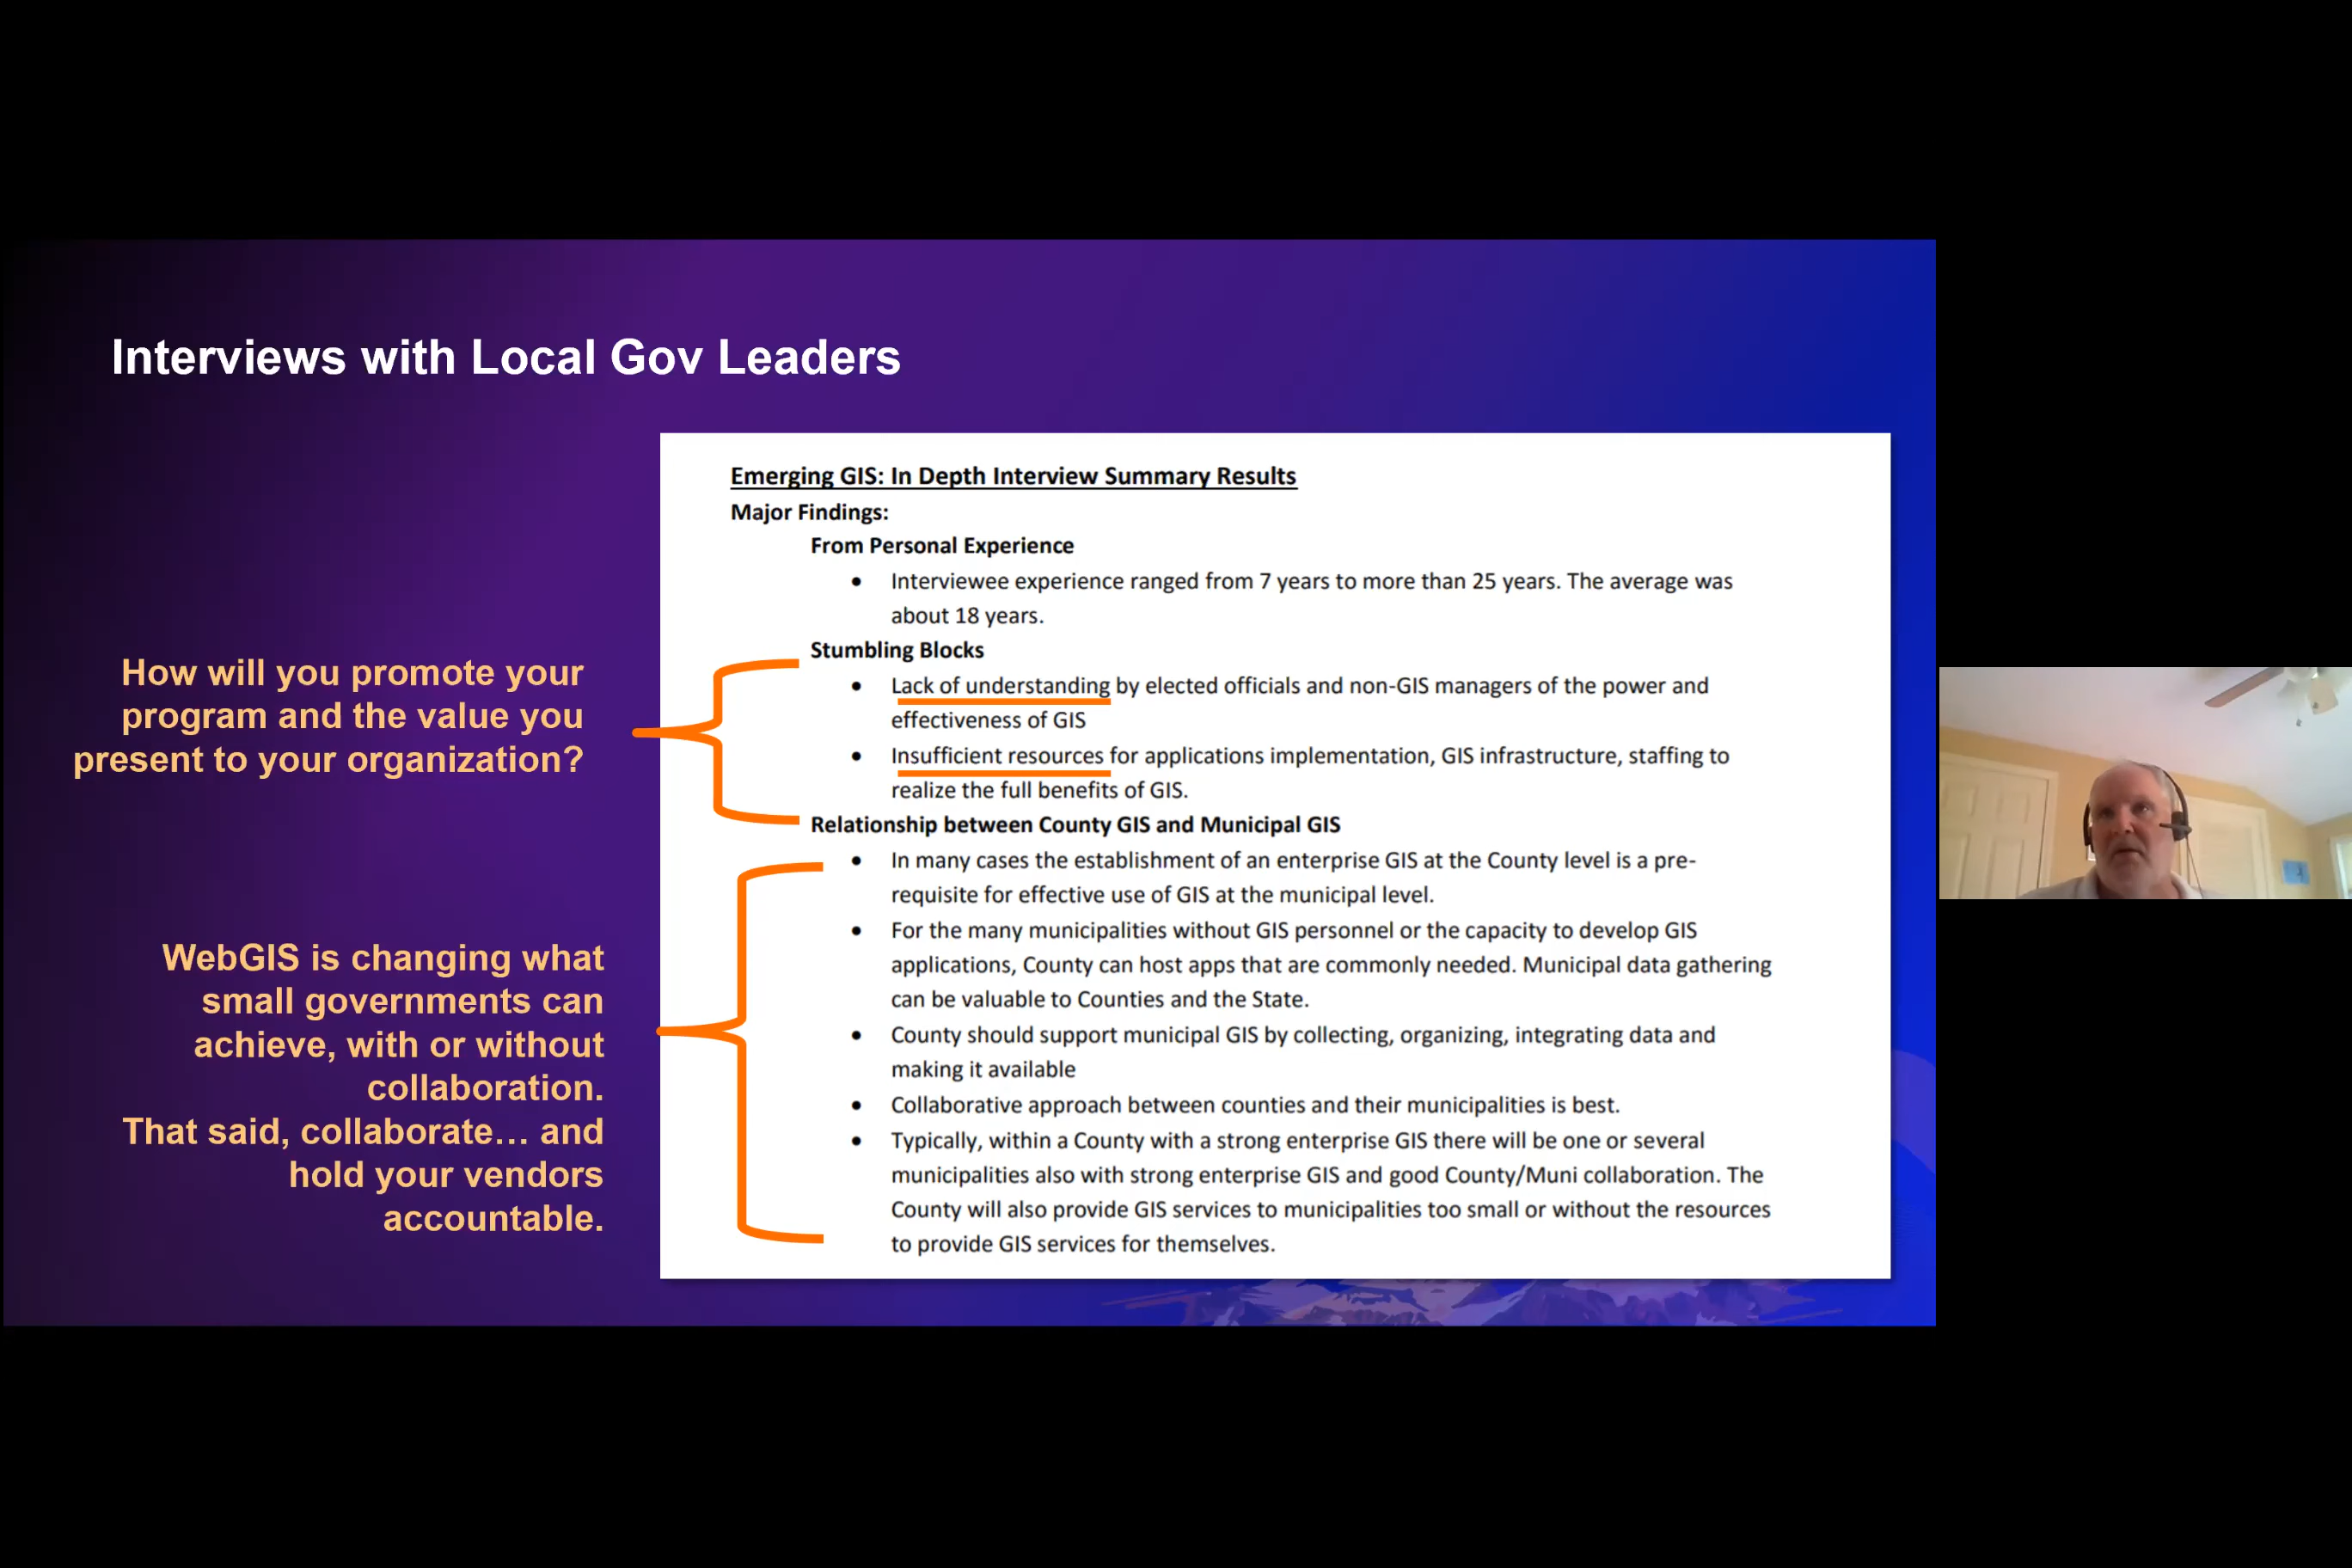 Interviews with Local Gov Leaders
How will you promote your
program and the value you
present to your organization?
WebGIS is changing what
small governments can
achieve, with or without
collaboration.
That said, collaborate… and
hold your vendors
accountable.
Emerging GIS: In Depth Interview Summary Results
Major Findings:
From Personal Experience
• Interviewee experience ranged from 7 years to more than 25 years. The average was
about 18 years.
Stumbling Blocks
• Lack of understanding by elected officials and non-GIS managers of the power and
effectiveness of GIS
• Insufficient resources for applications implementation, GIS infrastructure, staffing to
realize the full benefits of GIS.
Relationship between County GIS and Municipal GIS
• In many cases the establishment of an enterprise GIS at the County level is a pre-
requisite for effective use of GIS at the municipal level.
• For the many municipalities without GIS personnel or the capacity to develop GIS
applications, County can host apps that are commonly needed. Municipal data gathering
can be valuable to Counties and the State.
• County should support municipal GIS by collecting, organizing, integrating data and
making it available
• Collaborative approach between counties and their municipalities is best.
• Typically, within a County with a strong enterprise GIS there will be one or several
municipalities also with strong enterprise GIS and good County/Muni collaboration. The
County will also provide GIS services to municipalities too small or without the resources
to provide GIS services for themselves.